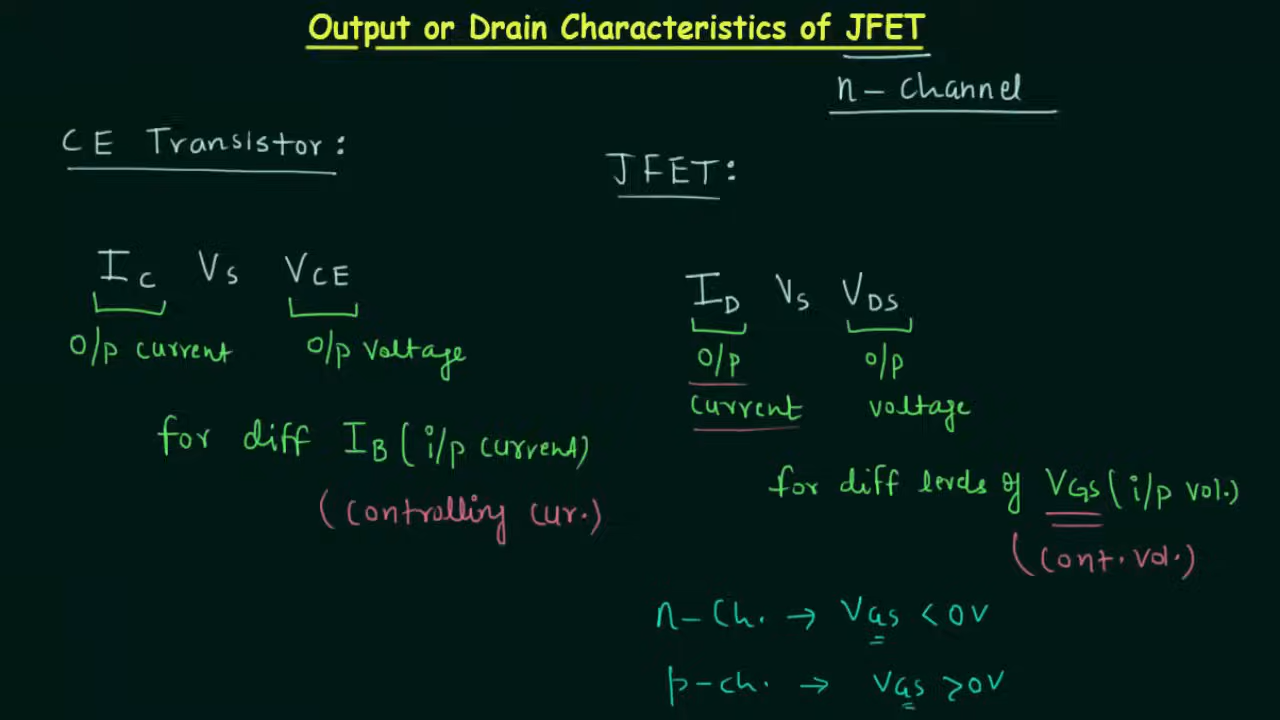 Output or Drain Characteristics of JFET
n - Channel
CE Transistor:
IC Vs VCE
O/p current O/p voltage
for diff IB (i/p current)
(controlling cur.)
JFET:
ID Vs VDS
O/p O/p
current voltage
for diff levels of VGS (i/p vol.)
(cont. vol.)
n - Ch. → VGS < 0V
p - ch. → VGS > 0V